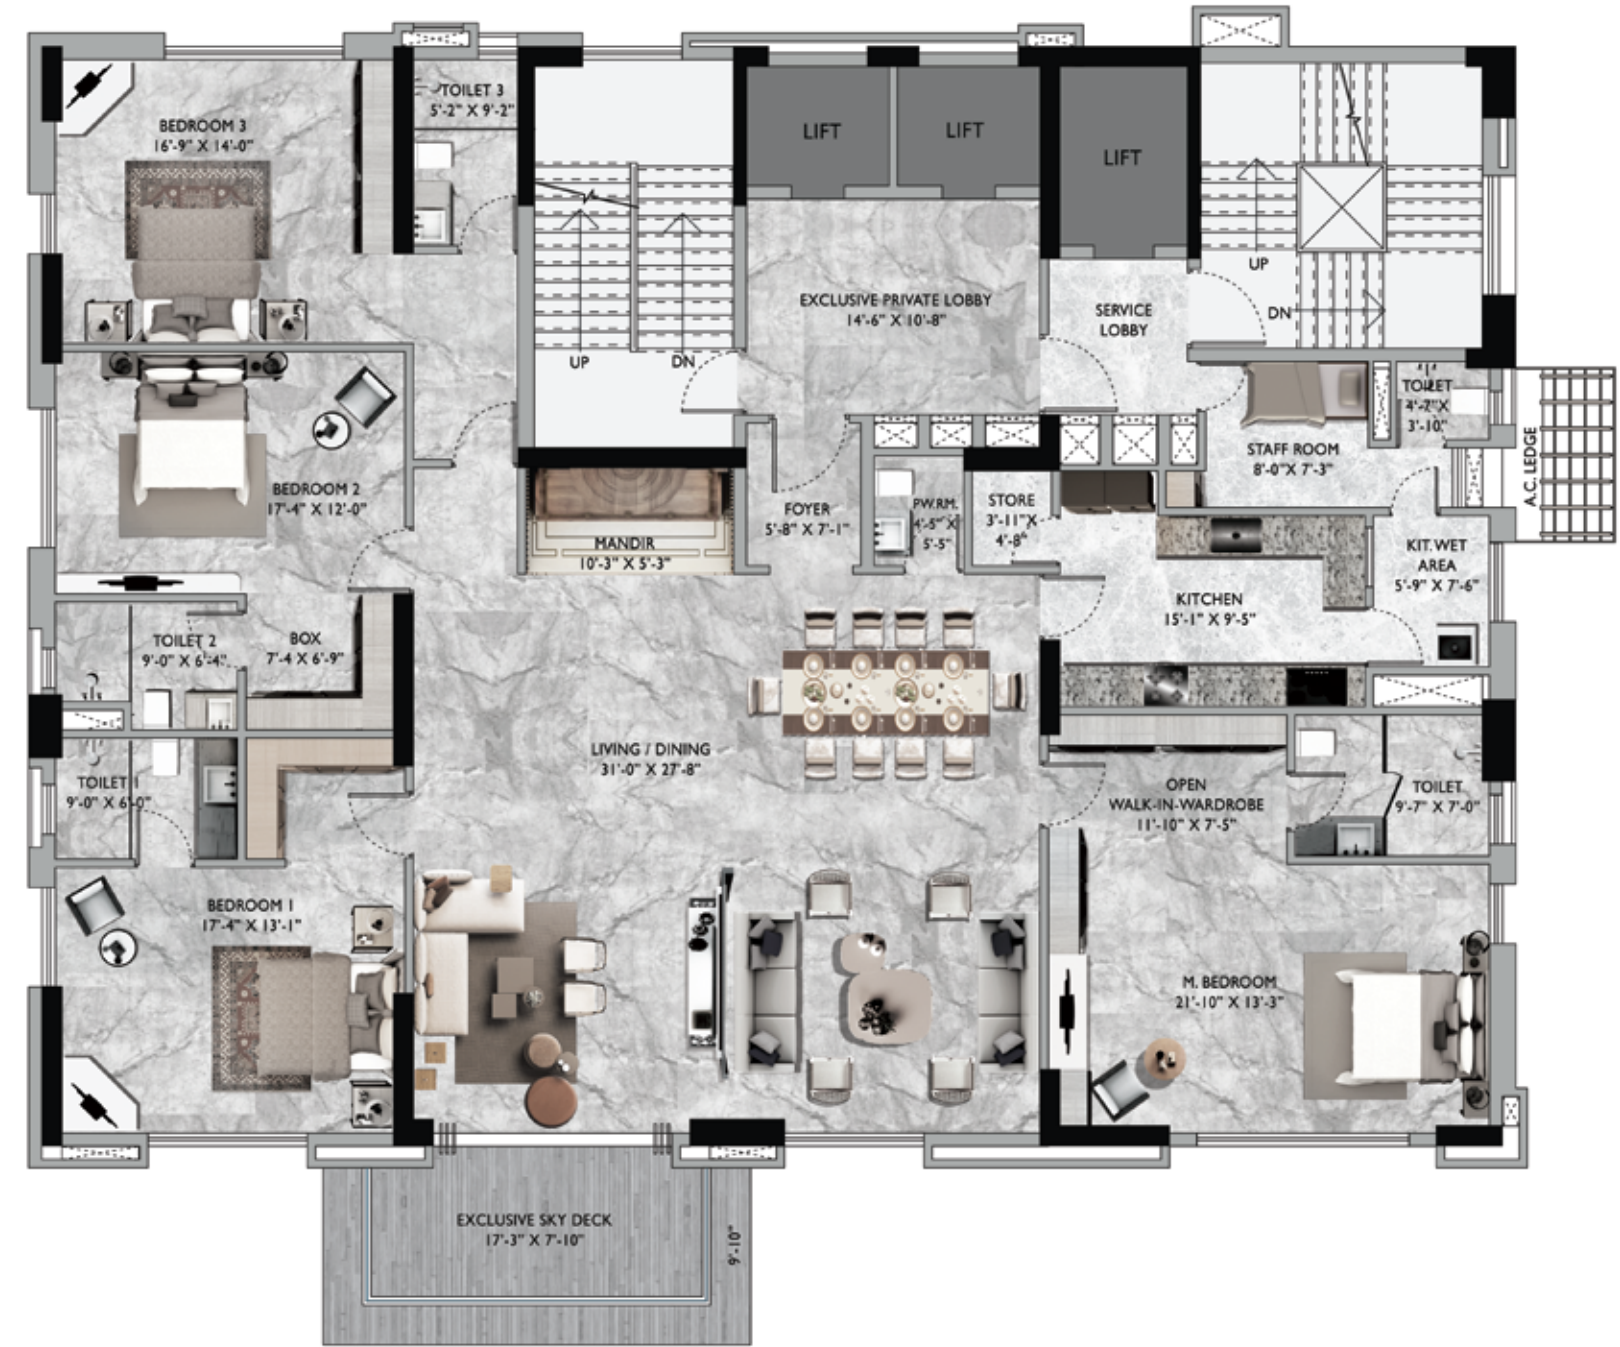 TOILET 3
5'-2" X 9'-2"
BEDROOM 3
16'-9" X 14'-0"
LIFT
LIFT
LIFT
EXCLUSIVE PRIVATE LOBBY
14'-6" X 10'-8"
SERVICE
LOBBY
UP
DN
UP
DN
TOILET
4'-2"X
3'-10"
STAFF ROOM
8'-0"X 7'-3"
A.C. LEDGE
BEDROOM 2
17'-4" X 12'-0"
MANDIR
10'-3" X 5'-3"
FOYER
5'-8" X 7'-1"
PW.RM.
4'-5" X
5'-5"
STORE
3'-11"X
4'-8"
KIT. WET
AREA
5'-9" X 7'-6"
KITCHEN
15'-1" X 9'-5"
TOILET 2
9'-0" X 6'-4"
BOX
7'-4 X 6'-9"
LIVING / DINING
31'-0" X 27'-8"
TOILET 1
9'-0" X 6'-0"
OPEN
WALK-IN-WARDROBE
11'-10" X 7'-5"
TOILET
9'-7" X 7'-0"
BEDROOM 1
17'-4" X 13'-1"
M. BEDROOM
21'-10" X 13'-3"
EXCLUSIVE SKY DECK
17'-3" X 7'-10"
9'-10"